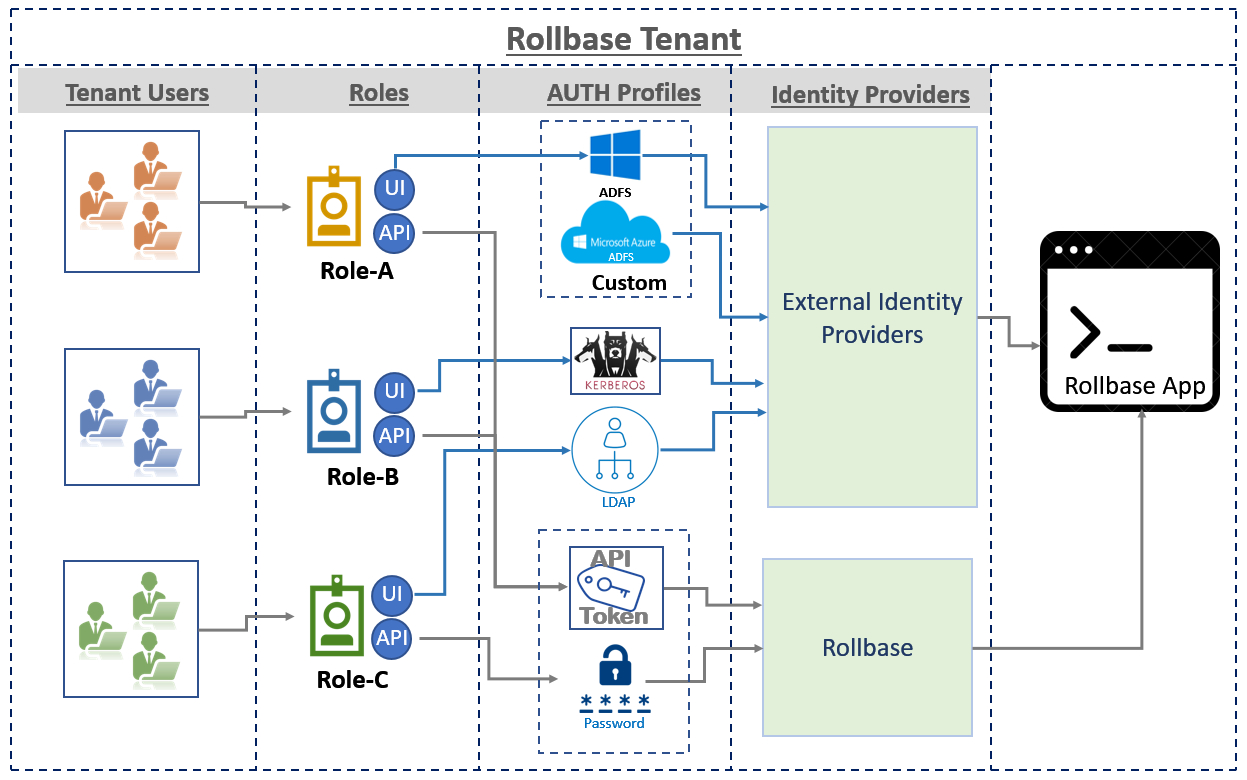 Rollbase Tenant
Tenant Users
Roles
AUTH Profiles
Identity Providers
UI
API
Role-A
ADFS
Microsoft Azure
ADFS
Custom
External Identity
Providers
Rollbase App
UI
API
Role-B
KERBEROS
LDAP
UI
API
Role-C
API
Token
* * * *
Password
Rollbase